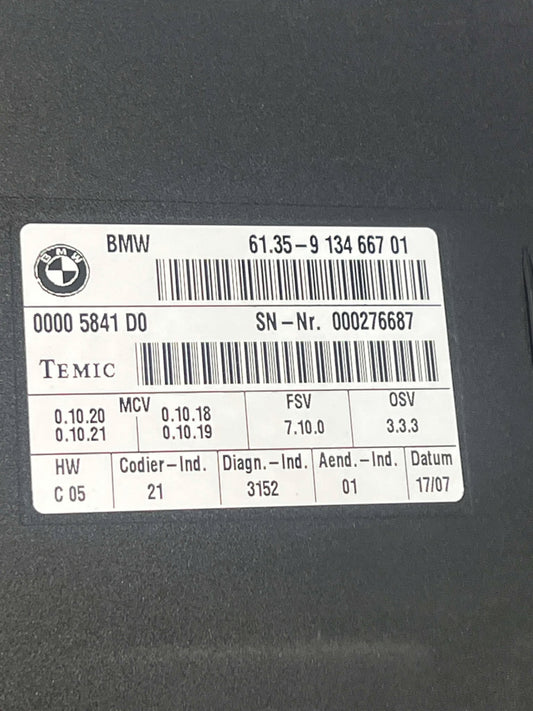 BMW 61.35-9 134 667 01
BMW
0000 5841 D0 SN-Nr. 000276687
TEMIC
MCV FSV OSV
0.10.20 0.10.18 7.10.0 3.3.3
0.10.21 0.10.19
HW Codier-Ind. Diagn.-Ind. Aend.-Ind. Datum
C 05 21 3152 01 17/07